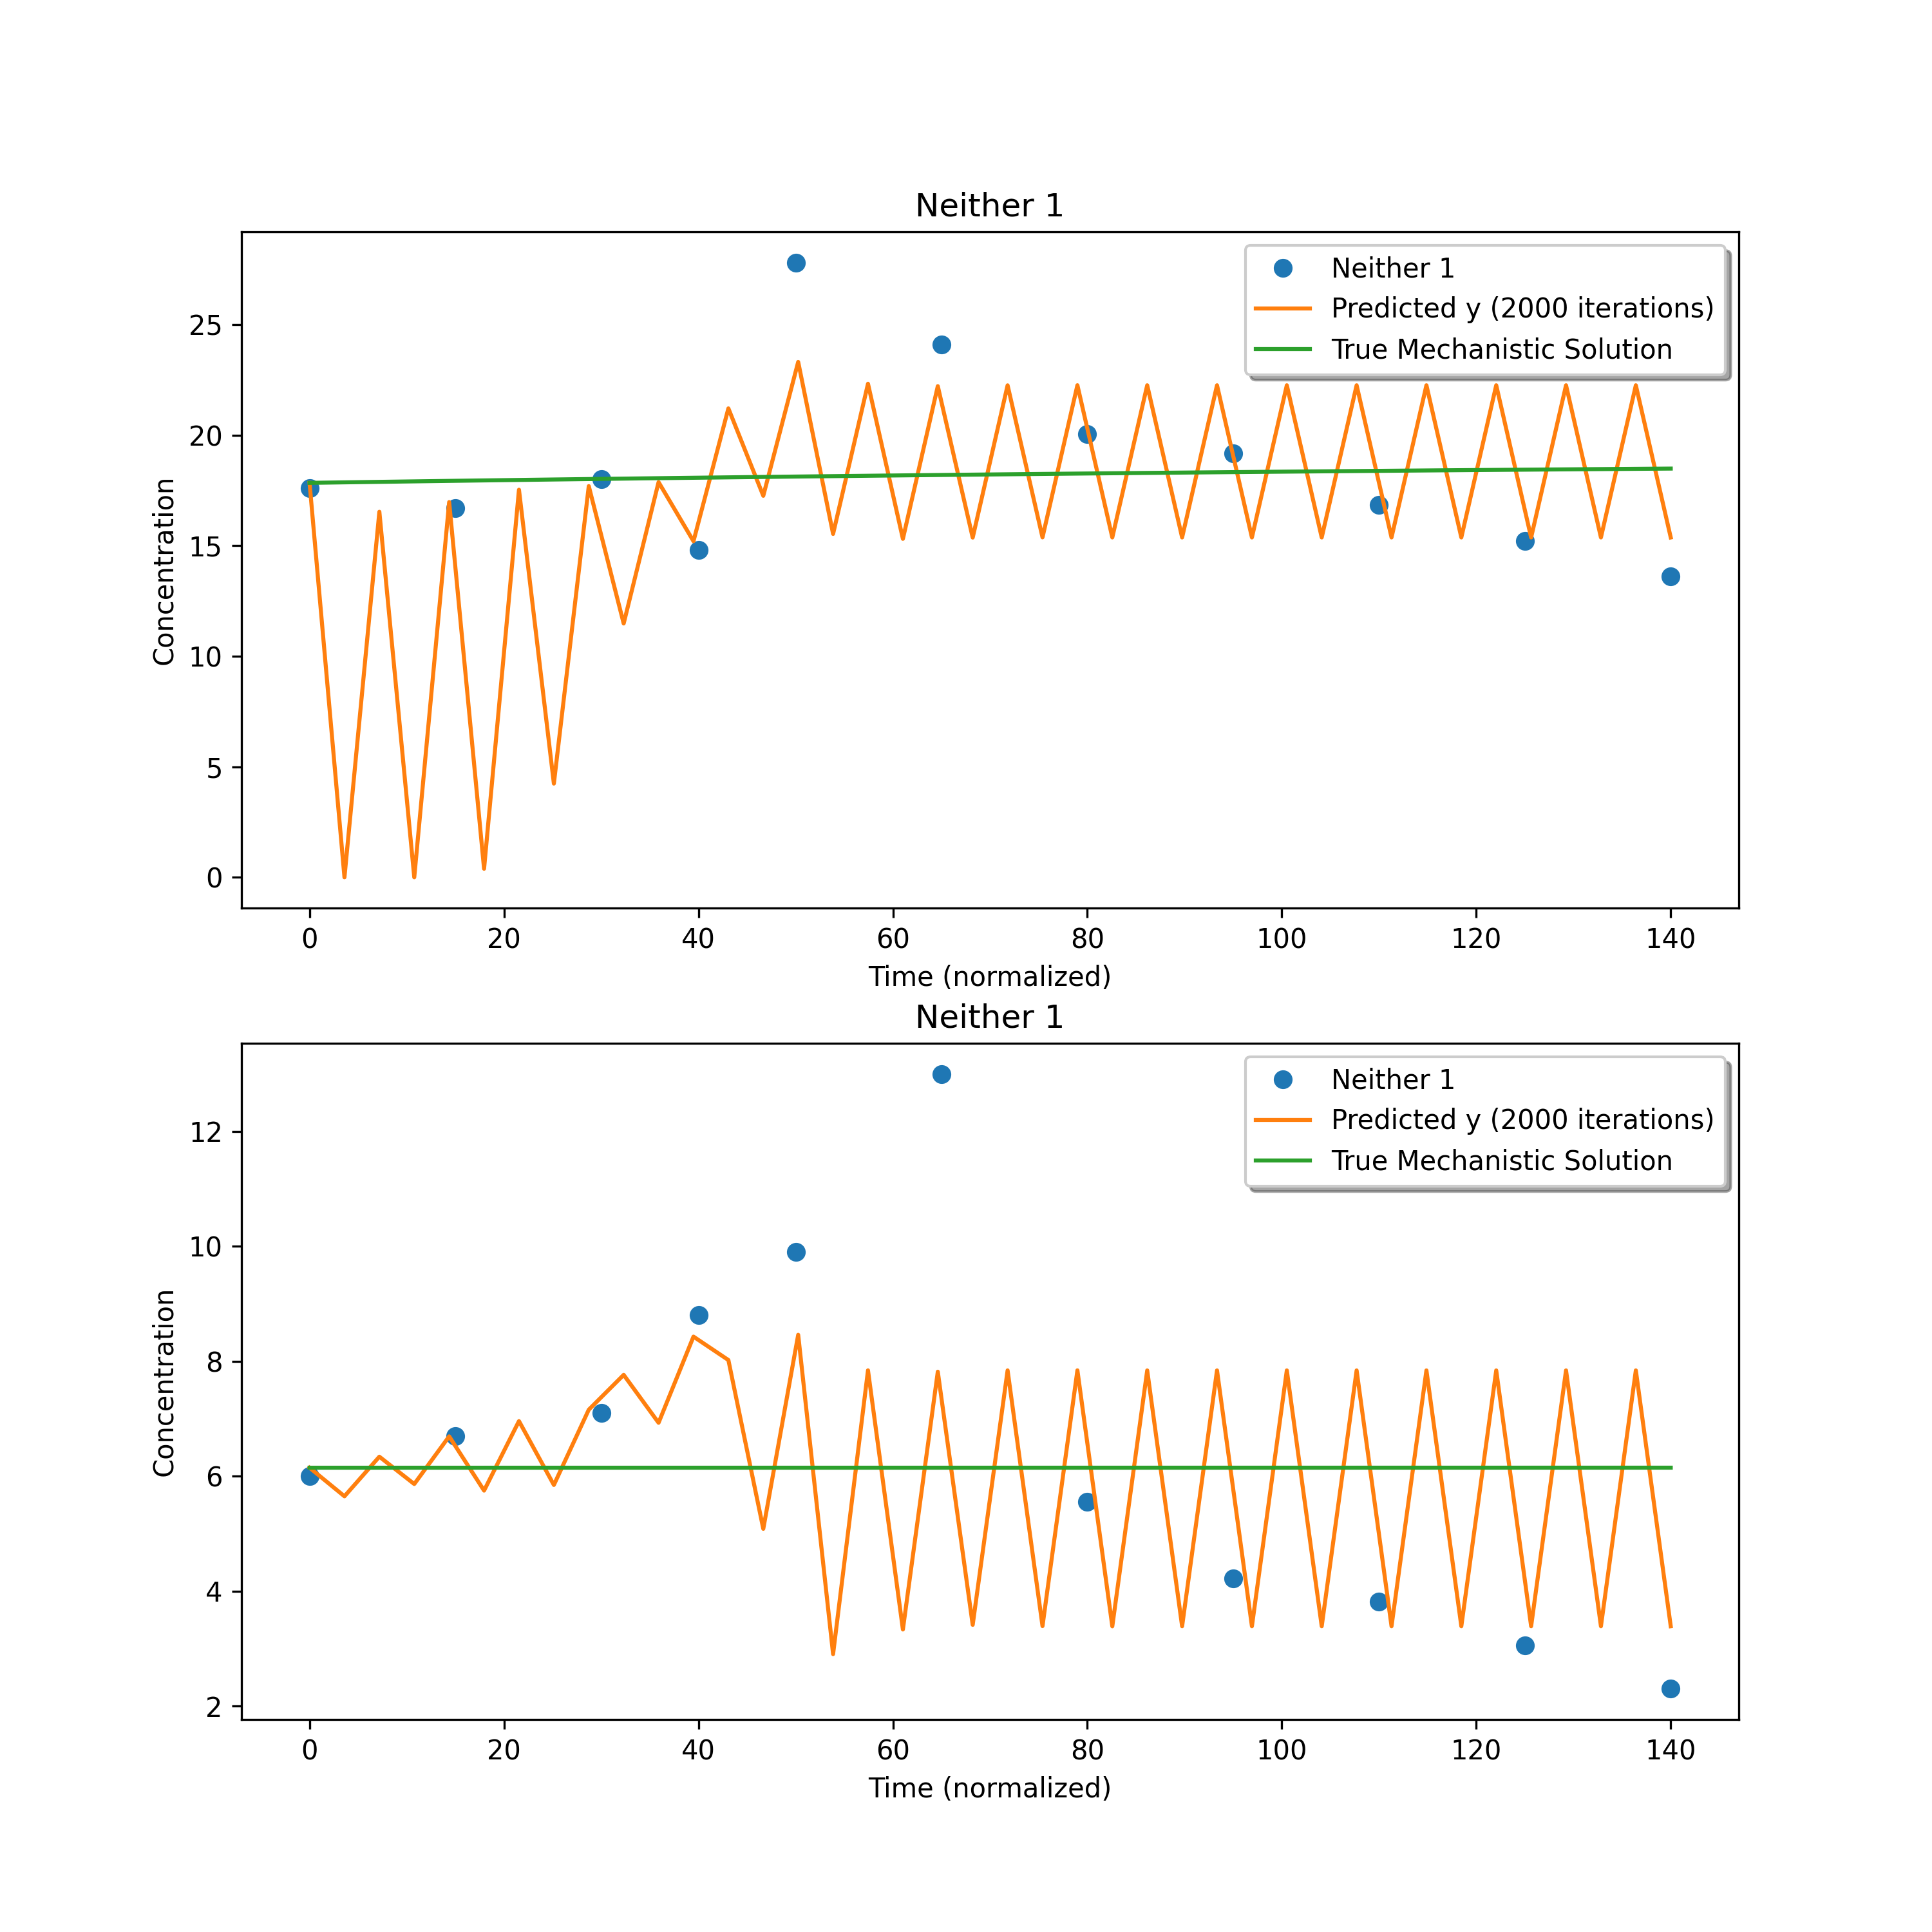 Neither 1
Neither 1
Predicted y (2000 iterations)
True Mechanistic Solution
Concentration
25
20
15
10
5
0
0 20 40 60 80 100 120 140
Time (normalized)
Neither 1
Neither 1
Predicted y (2000 iterations)
True Mechanistic Solution
Concentration
12
10
8
6
4
2
0 20 40 60 80 100 120 140
Time (normalized)